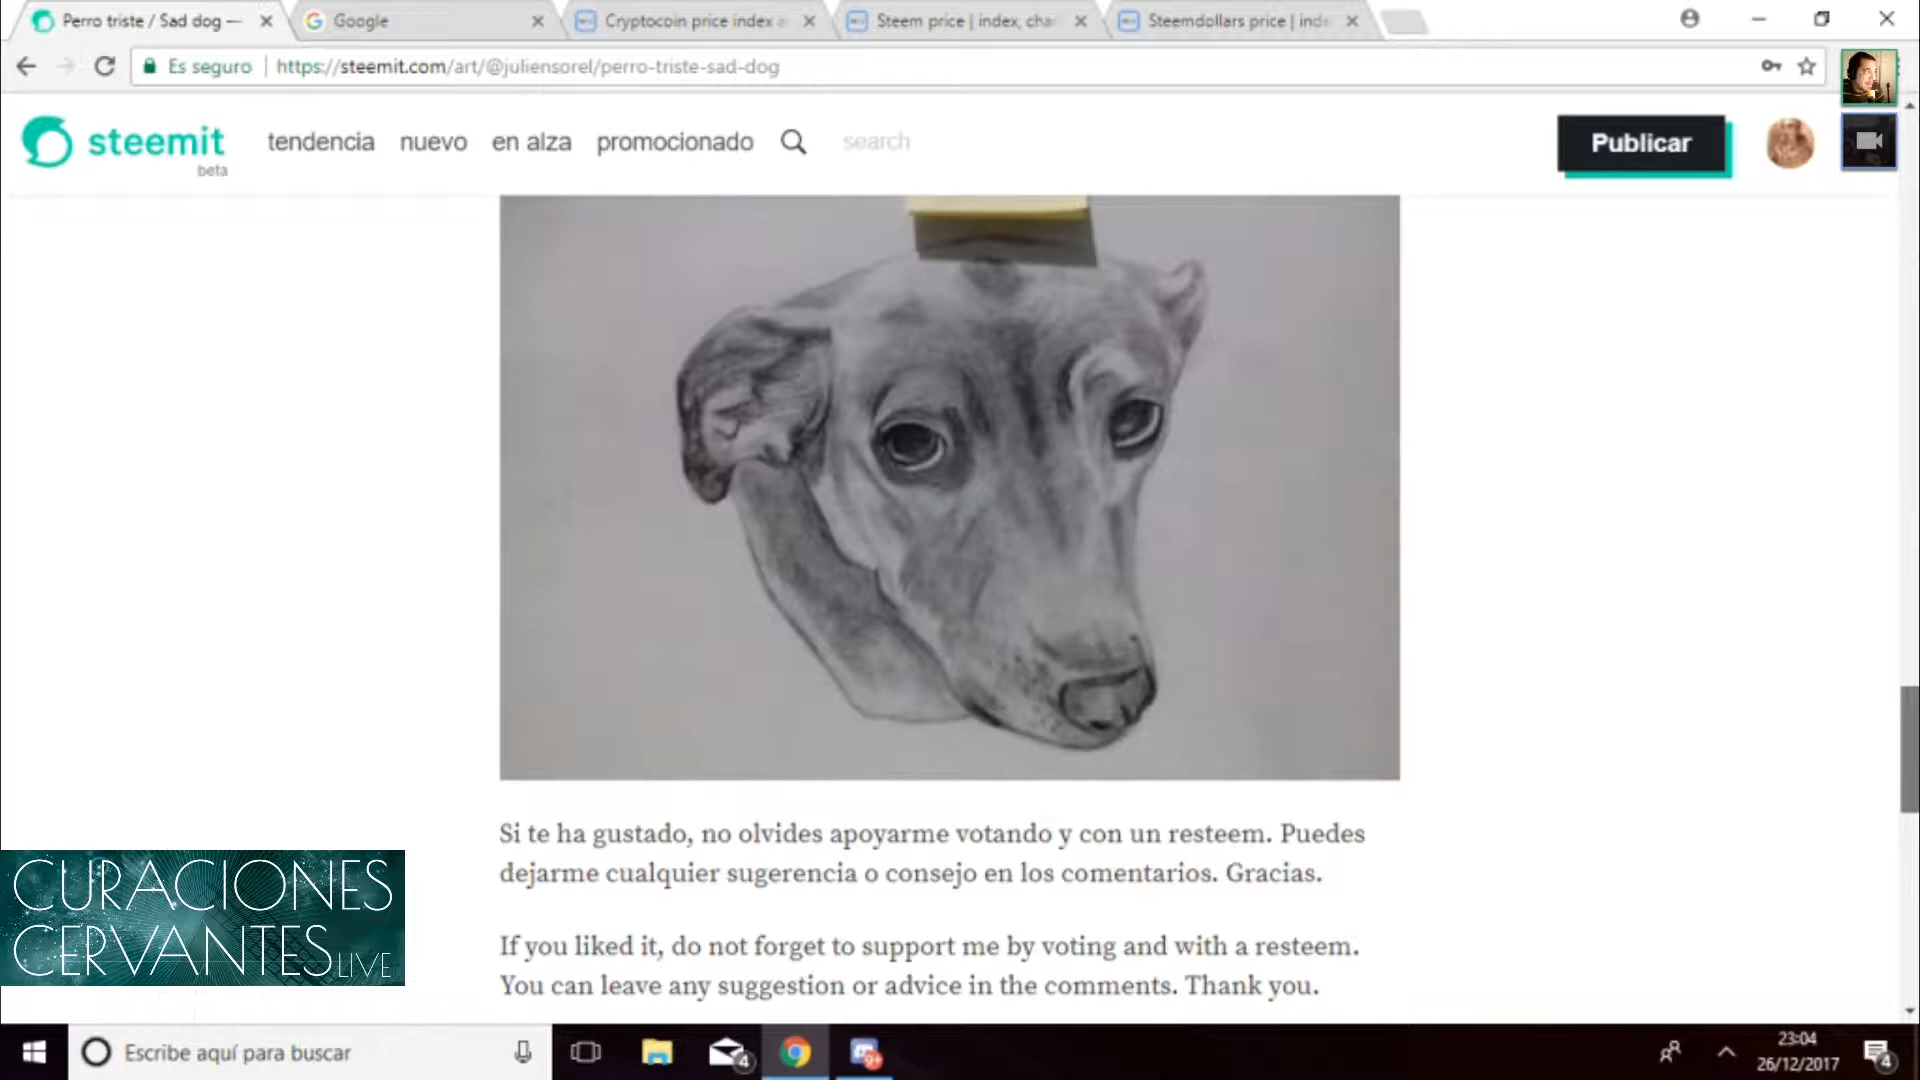 Perro triste / Sad dog —
Google
Cryptocoin price index a
Steem price | index, cha
Steemdollars price | inde
Es seguro
https://steemit.com/art/@juliensorel/perro-triste-sad-dog
steemit
beta
tendencia
nuevo
en alza
promocionado
search
Publicar
Si te ha gustado, no olvides apoyarme votando y con un resteem. Puedes
dejarme cualquier sugerencia o consejo en los comentarios. Gracias.
If you liked it, do not forget to support me by voting and with a resteem.
You can leave any suggestion or advice in the comments. Thank you.
CURACIONES
CERVANTES LIVE
Escribe aquí para buscar
4
9+
23:04
26/12/2017
4